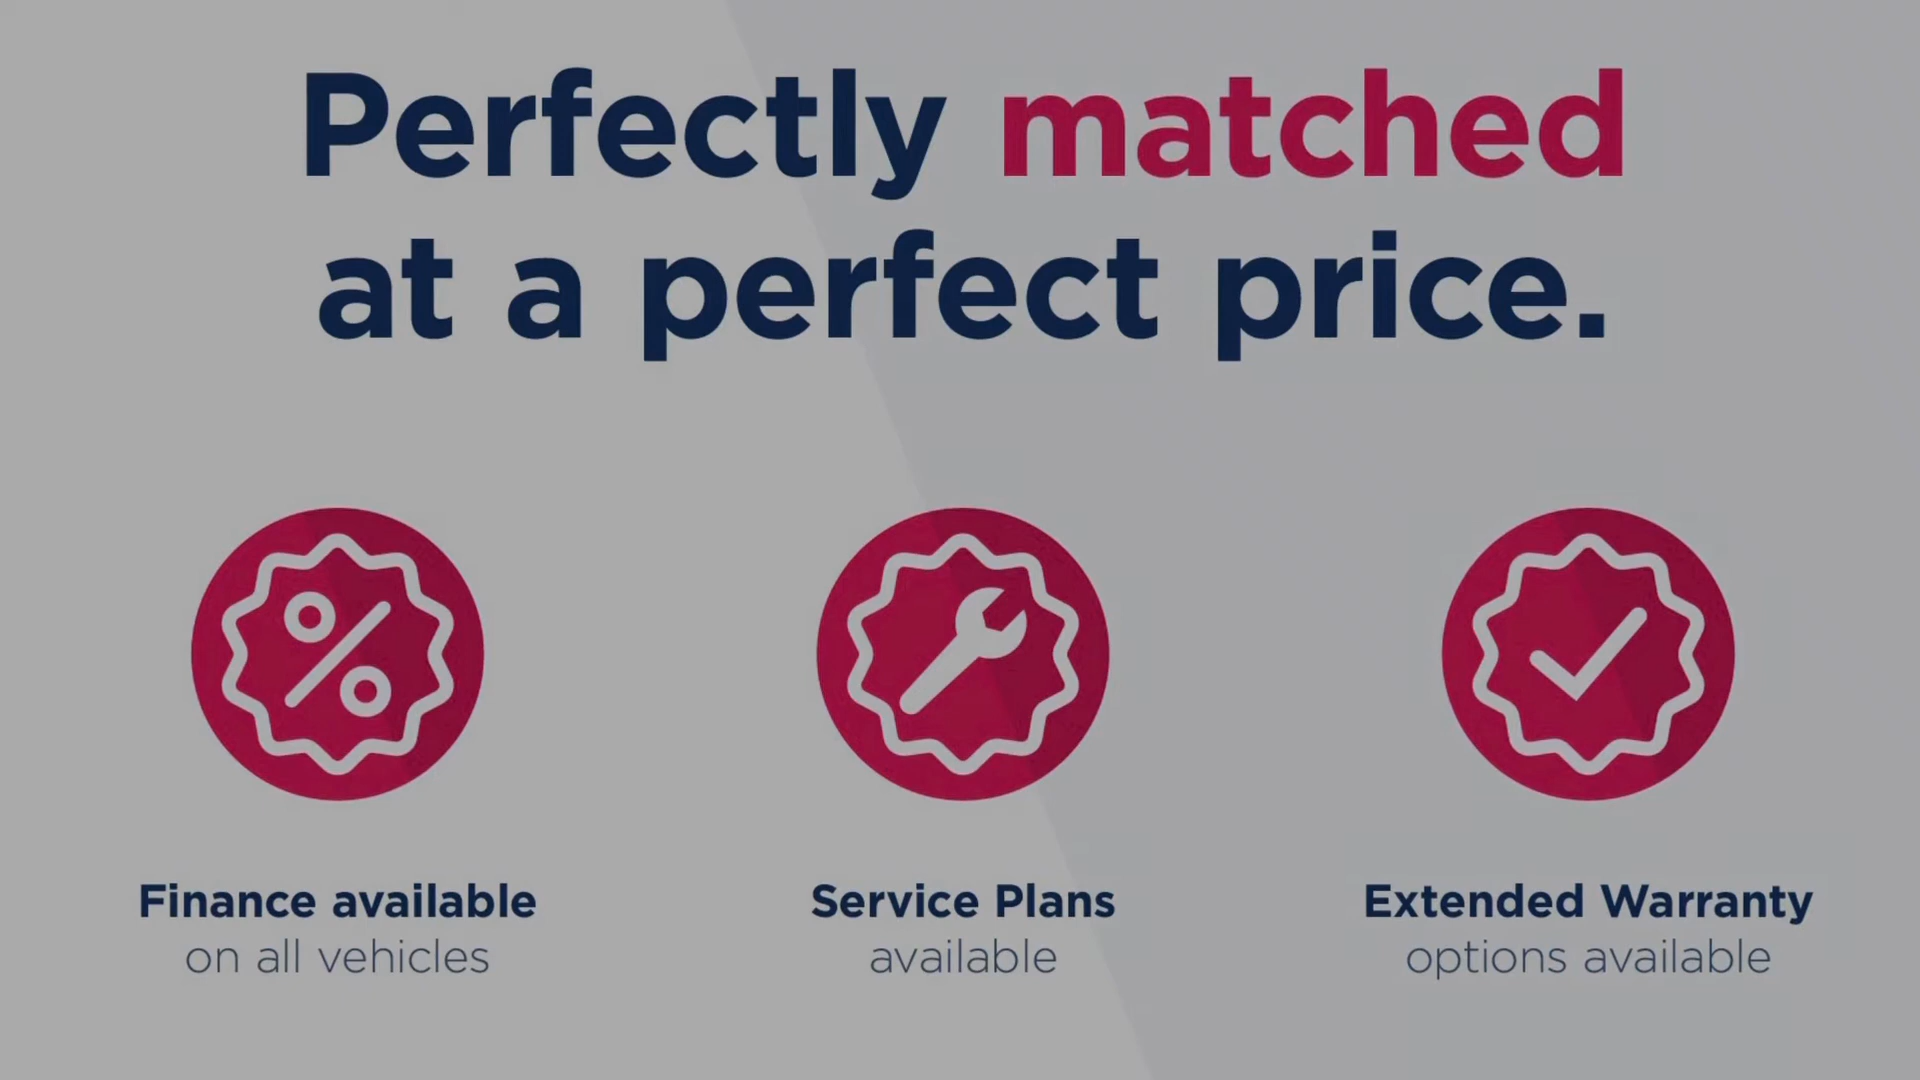 Perfectly matched
at a perfect price.
Finance available
on all vehicles
Service Plans
available
Extended Warranty
options available